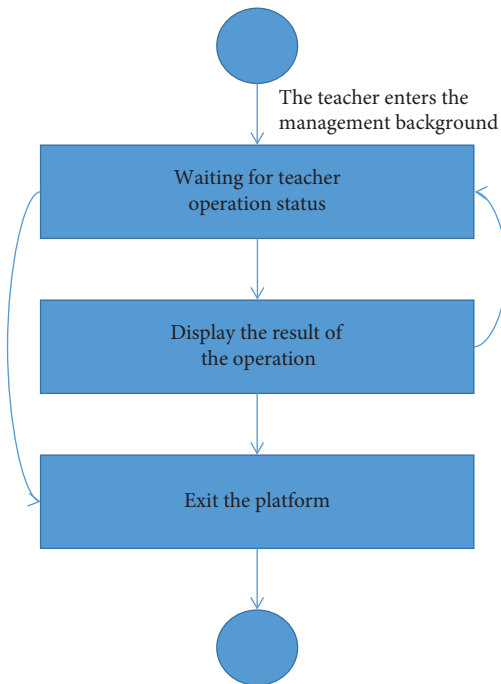 The teacher enters the
management background
Waiting for teacher
operation status
Display the result of
the operation
Exit the platform